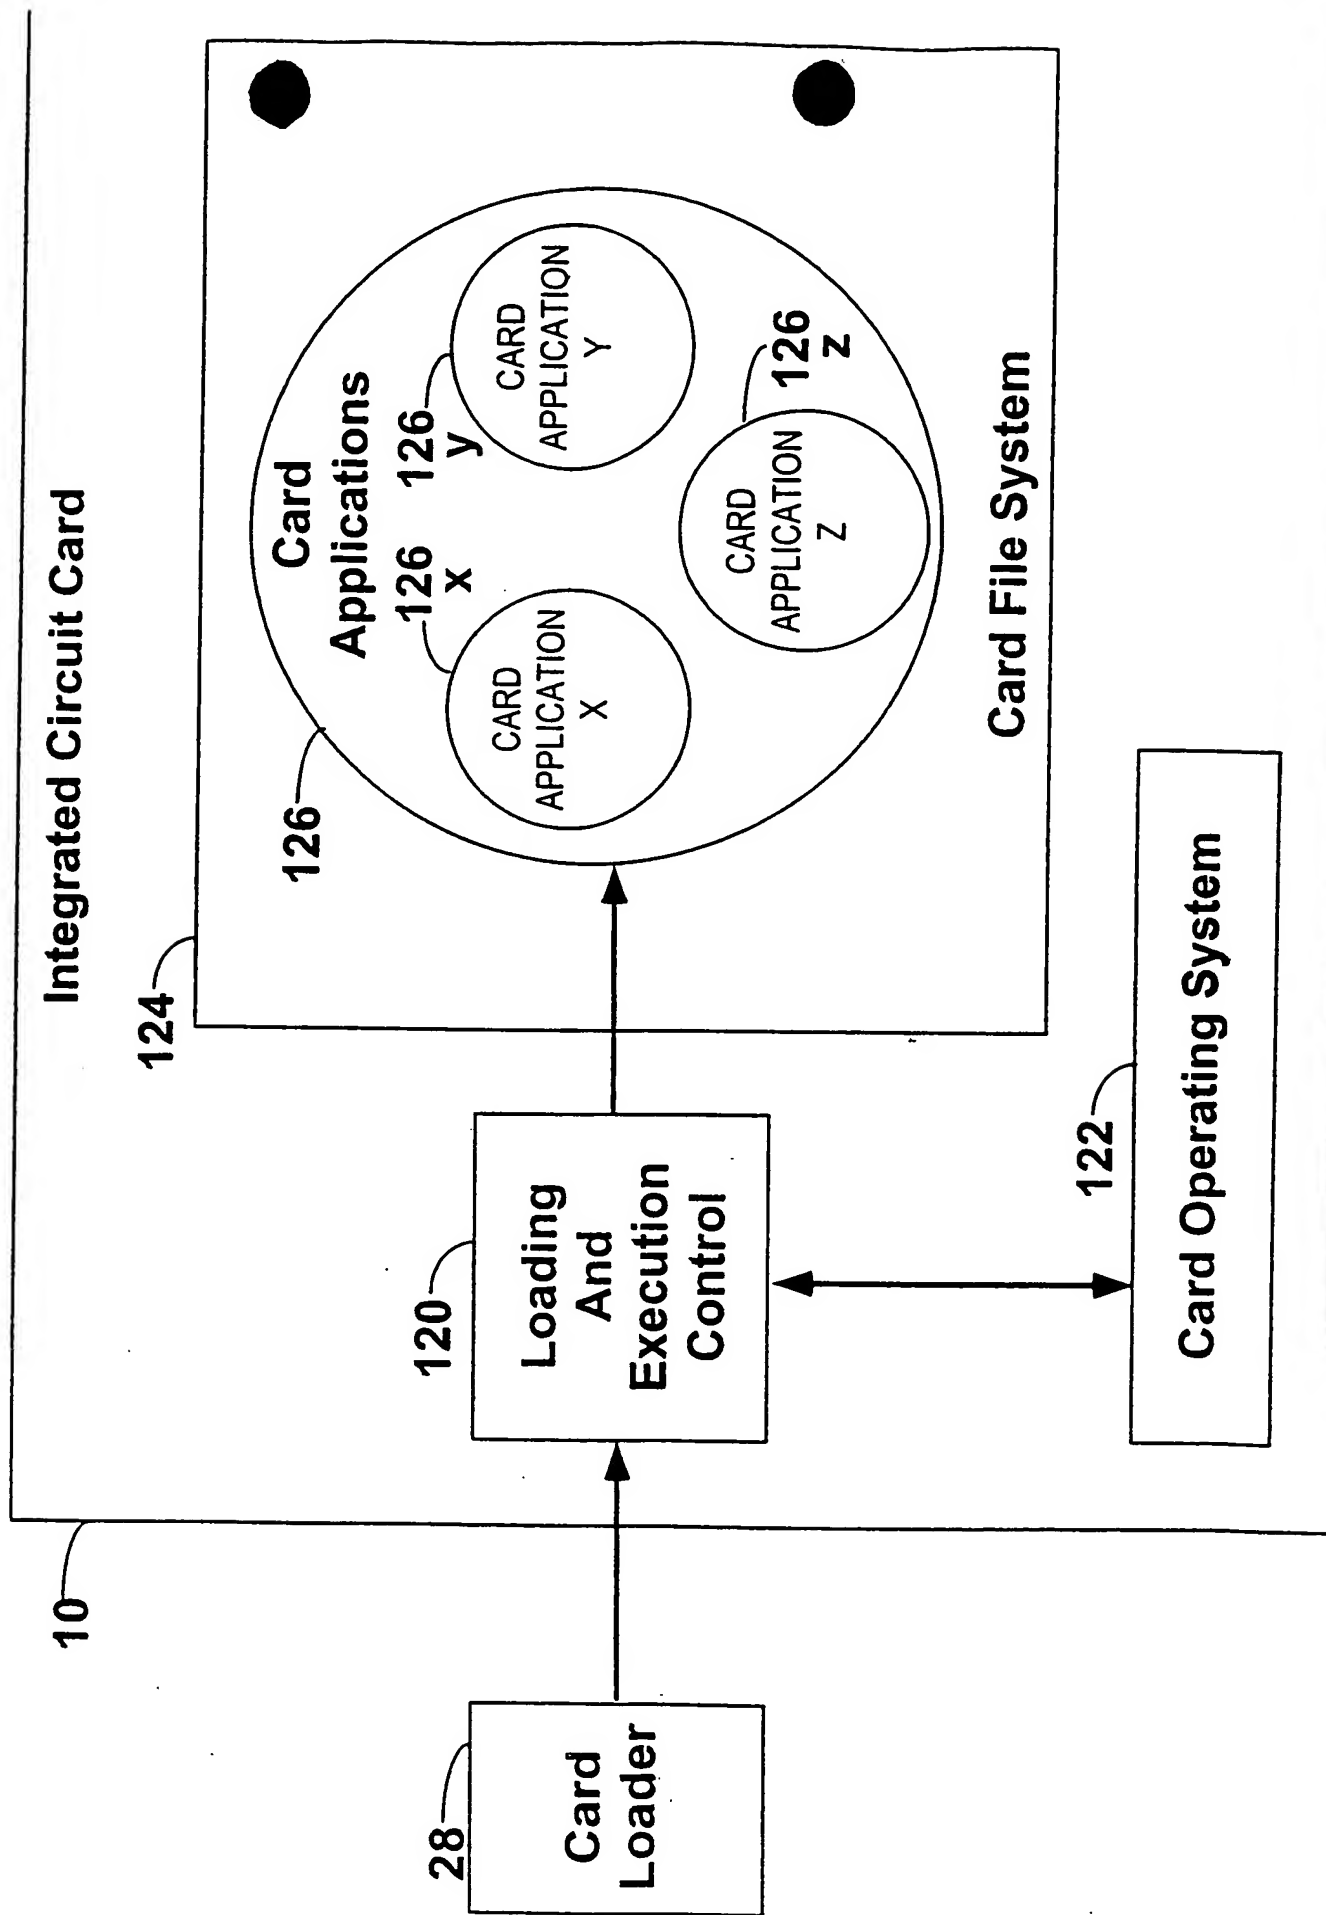 Integrated Circuit Card
10
28
Card
Loader
120
Loading
And
Execution
Control
124
126
Card
Applications
126
x
126
y
CARD
APPLICATION
X
CARD
APPLICATION
Y
126
z
CARD
APPLICATION
Z
Card File System
122
Card Operating System